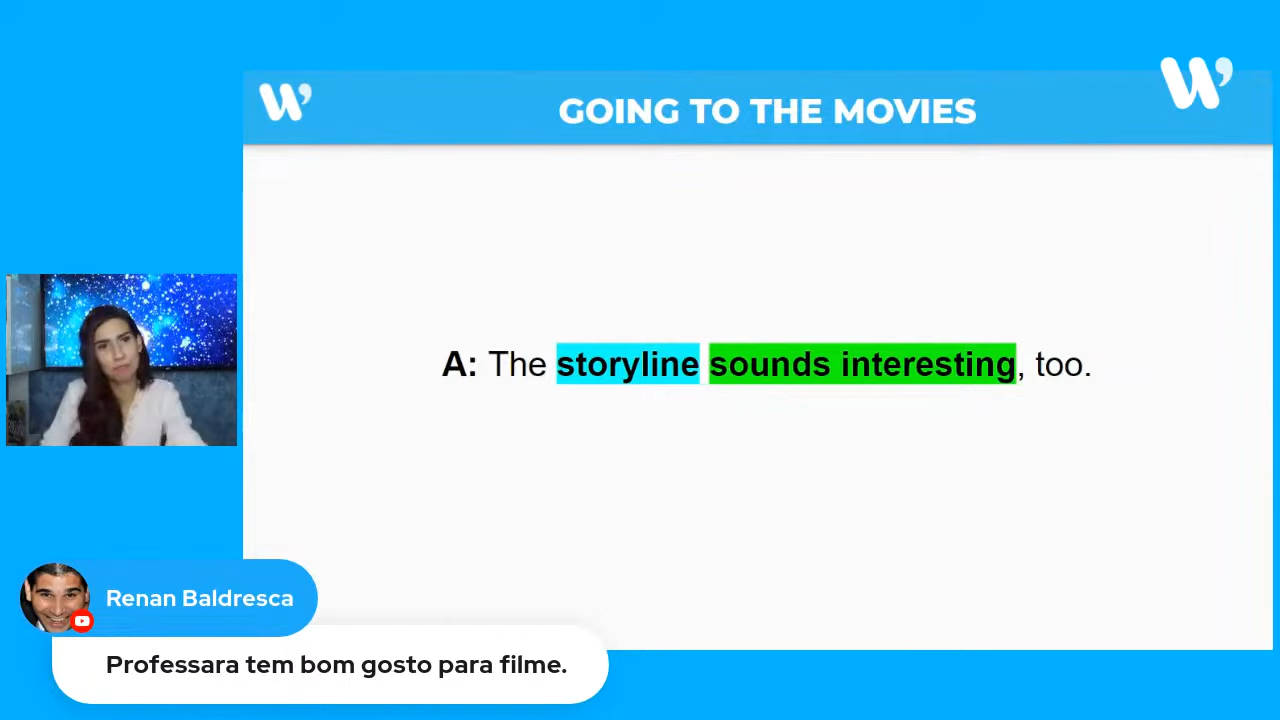 GOING TO THE MOVIES
A: The storyline sounds interesting, too.
Renan Baldresca
Professara tem bom gosto para filme.